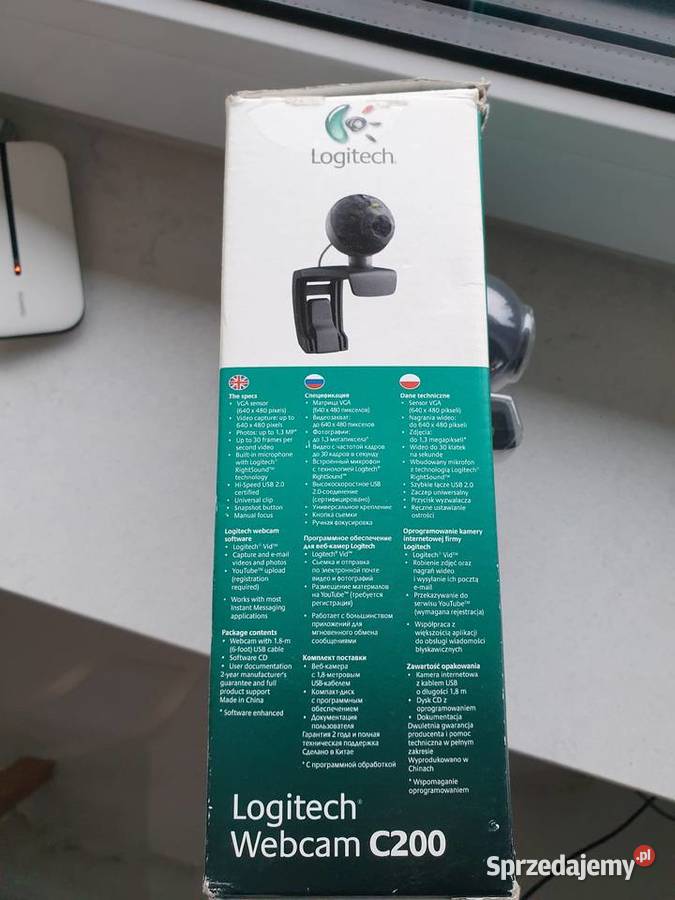 Logitech
The specs
• VGA sensor
(640 x 480 pixels)
• Video capture: up to
640 x 480 pixels
• Photos: up to 1.3 MP*
• Up to 30 frames per
second video
• Built-in microphone
with Logitech®
RightSound™
technology
• Hi-Speed USB 2.0
certified
• Universal clip
• Snapshot button
• Manual focus
Logitech webcam
software
• Logitech® Vid™
• Capture and e-mail
videos and photos
• YouTube™ upload
(registration
required)
• Works with most
Instant Messaging
applications
Package contents
• Webcam with 1.8-m
(6-foot) USB cable
• Software CD
• User documentation
2-year manufacturer's
guarantee and full
product support
Made in China
* Software enhanced
Спецификация
• Матрица VGA
(640 x 480 пикселов)
• Видеозахват:
до 640 x 480 пикселов
• Фотографии:
до 1,3 мегапиксела*
• Видео с частотой кадров
до 30 кадров в секунду
• Встроенный микрофон
с технологией Logitech®
RightSound™
• Высокоскоростное USB
2.0-соединение
(сертифицировано)
• Универсальное крепление
• Кнопка съемки
• Ручная фокусировка
Программное обеспечение
для веб-камер Logitech
• Logitech® Vid™
• Съемка и отправка
по электронной почте
видео и фотографий
• Размещение материалов
на YouTube™ (требуется
регистрация)
• Работает с большинством
приложений для
мгновенного обмена
сообщениями
Комплект поставки
• Веб-камера
с 1,8-метровым
USB-кабелем
• Компакт-диск
с программным
обеспечением
• Документация
пользователя
Гарантия 2 года и полная
техническая поддержка
Сделано в Китае
* С программной обработкой
Dane techniczne
• Sensor VGA
(640 x 480 pikseli)
• Nagrania wideo:
do 640 x 480 pikseli
• Zdjęcia:
do 1,3 megapikseli*
• Wideo do 30 klatek
na sekunde
• Wbudowany mikrofon
z technologią Logitech®
RightSound™
• Szybkie łącze USB 2.0
• Zaczep uniwersalny
• Przycisk wyzwalacza
• Ręczne ustawianie
ostrości
Oprogramowanie kamery
internetowej firmy
Logitech
• Logitech® Vid™
• Robienie zdjęć oraz
nagrań wideo
i wysyłanie ich pocztą
e-mail
• Przekazywanie do
serwisu YouTube™
(wymagana rejestracja)
• Współpraca z
większością aplikacji
do obsługi wiadomości
błyskawicznych
Zawartość opakowania
• Kamera internetowa
z kablem USB
o długości 1,8 m
• Dysk CD z
oprogramowaniem
• Dokumentacja
Dwuletnia gwarancja
producenta i pomoc
techniczna w pełnym
zakresie
Wyprodukowano w
Chinach
* Wspomaganie
oprogramowaniem
Logitech®
Webcam C200
Sprzedajemy.pl